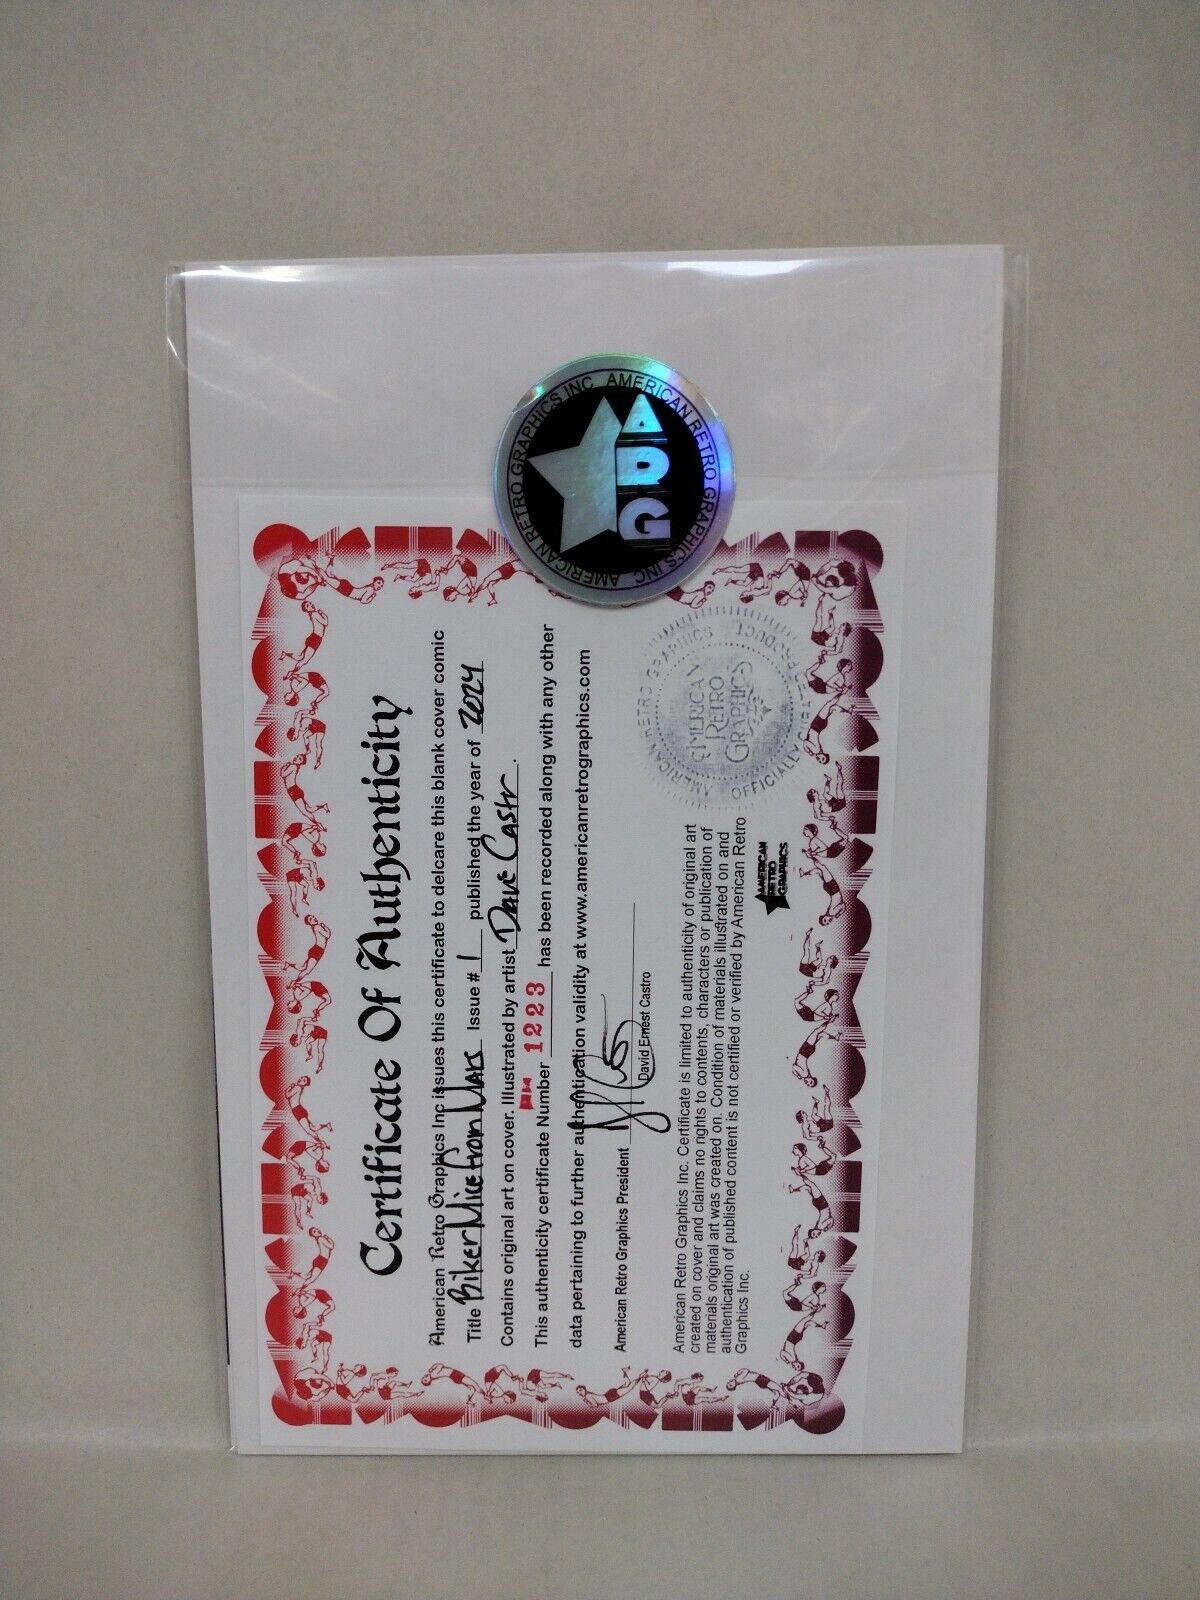 AMERICAN RETRO GRAPHICS INC AMERICAN RETRO GRAPHICS INC
ARG
Certificate Of Authenticity
American Retro Graphics Inc issues this certificate to delcare this blank cover comic
Title Biker Mice from Mars Issue # 1 published the year of 2024
Contains original art on cover. Illustrated by artist Dave Castr.
This authenticity certificate Number 1223 has been recorded along with any other
data pertaining to further authentication validity at www.americanretrographics.com
American Retro Graphics President
David Ernest Castro
American Retro Graphics Inc. Certificate is limited to authenticity of original art
created on cover and claims no rights to contents, characters or publication of
materials original art was created on. Condition of materials illustrated on and
authentication of published content is not certified or verified by American Retro
Graphics Inc.
AMERICAN
RETRO
GRAPHICS
AMERICAN RETRO GRAPHICS
AMERICAN
RETRO
GRAPHICS
OFFICIALLY CERTIFIED PRODUCT